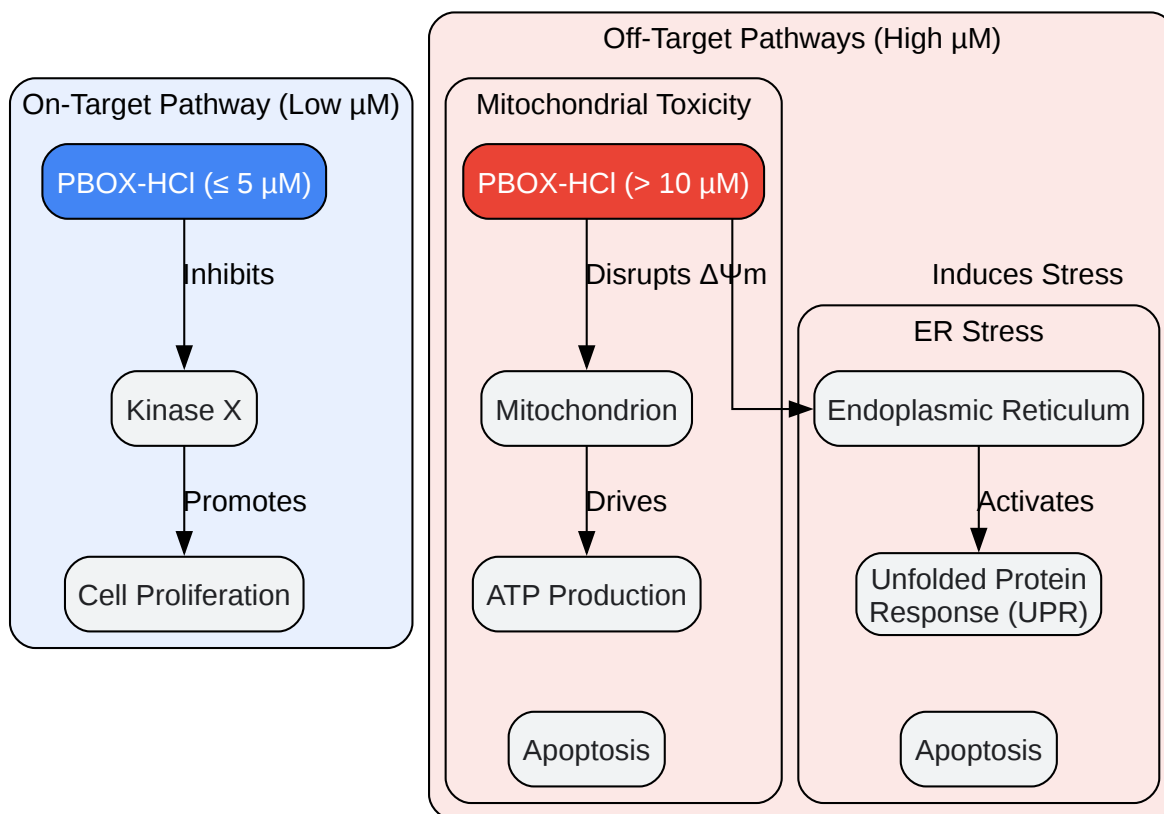 Off-Target Pathways (High µM)
On-Target Pathway (Low µM)
PBOX-HCl (≤ 5 µM)
Inhibits
Kinase X
Promotes
Cell Proliferation
Mitochondrial Toxicity
PBOX-HCl (> 10 µM)
Disrupts ΔΨm
Mitochondrion
Drives
ATP Production
Apoptosis
Induces Stress
ER Stress
Endoplasmic Reticulum
Activates
Unfolded Protein
Response (UPR)
Apoptosis